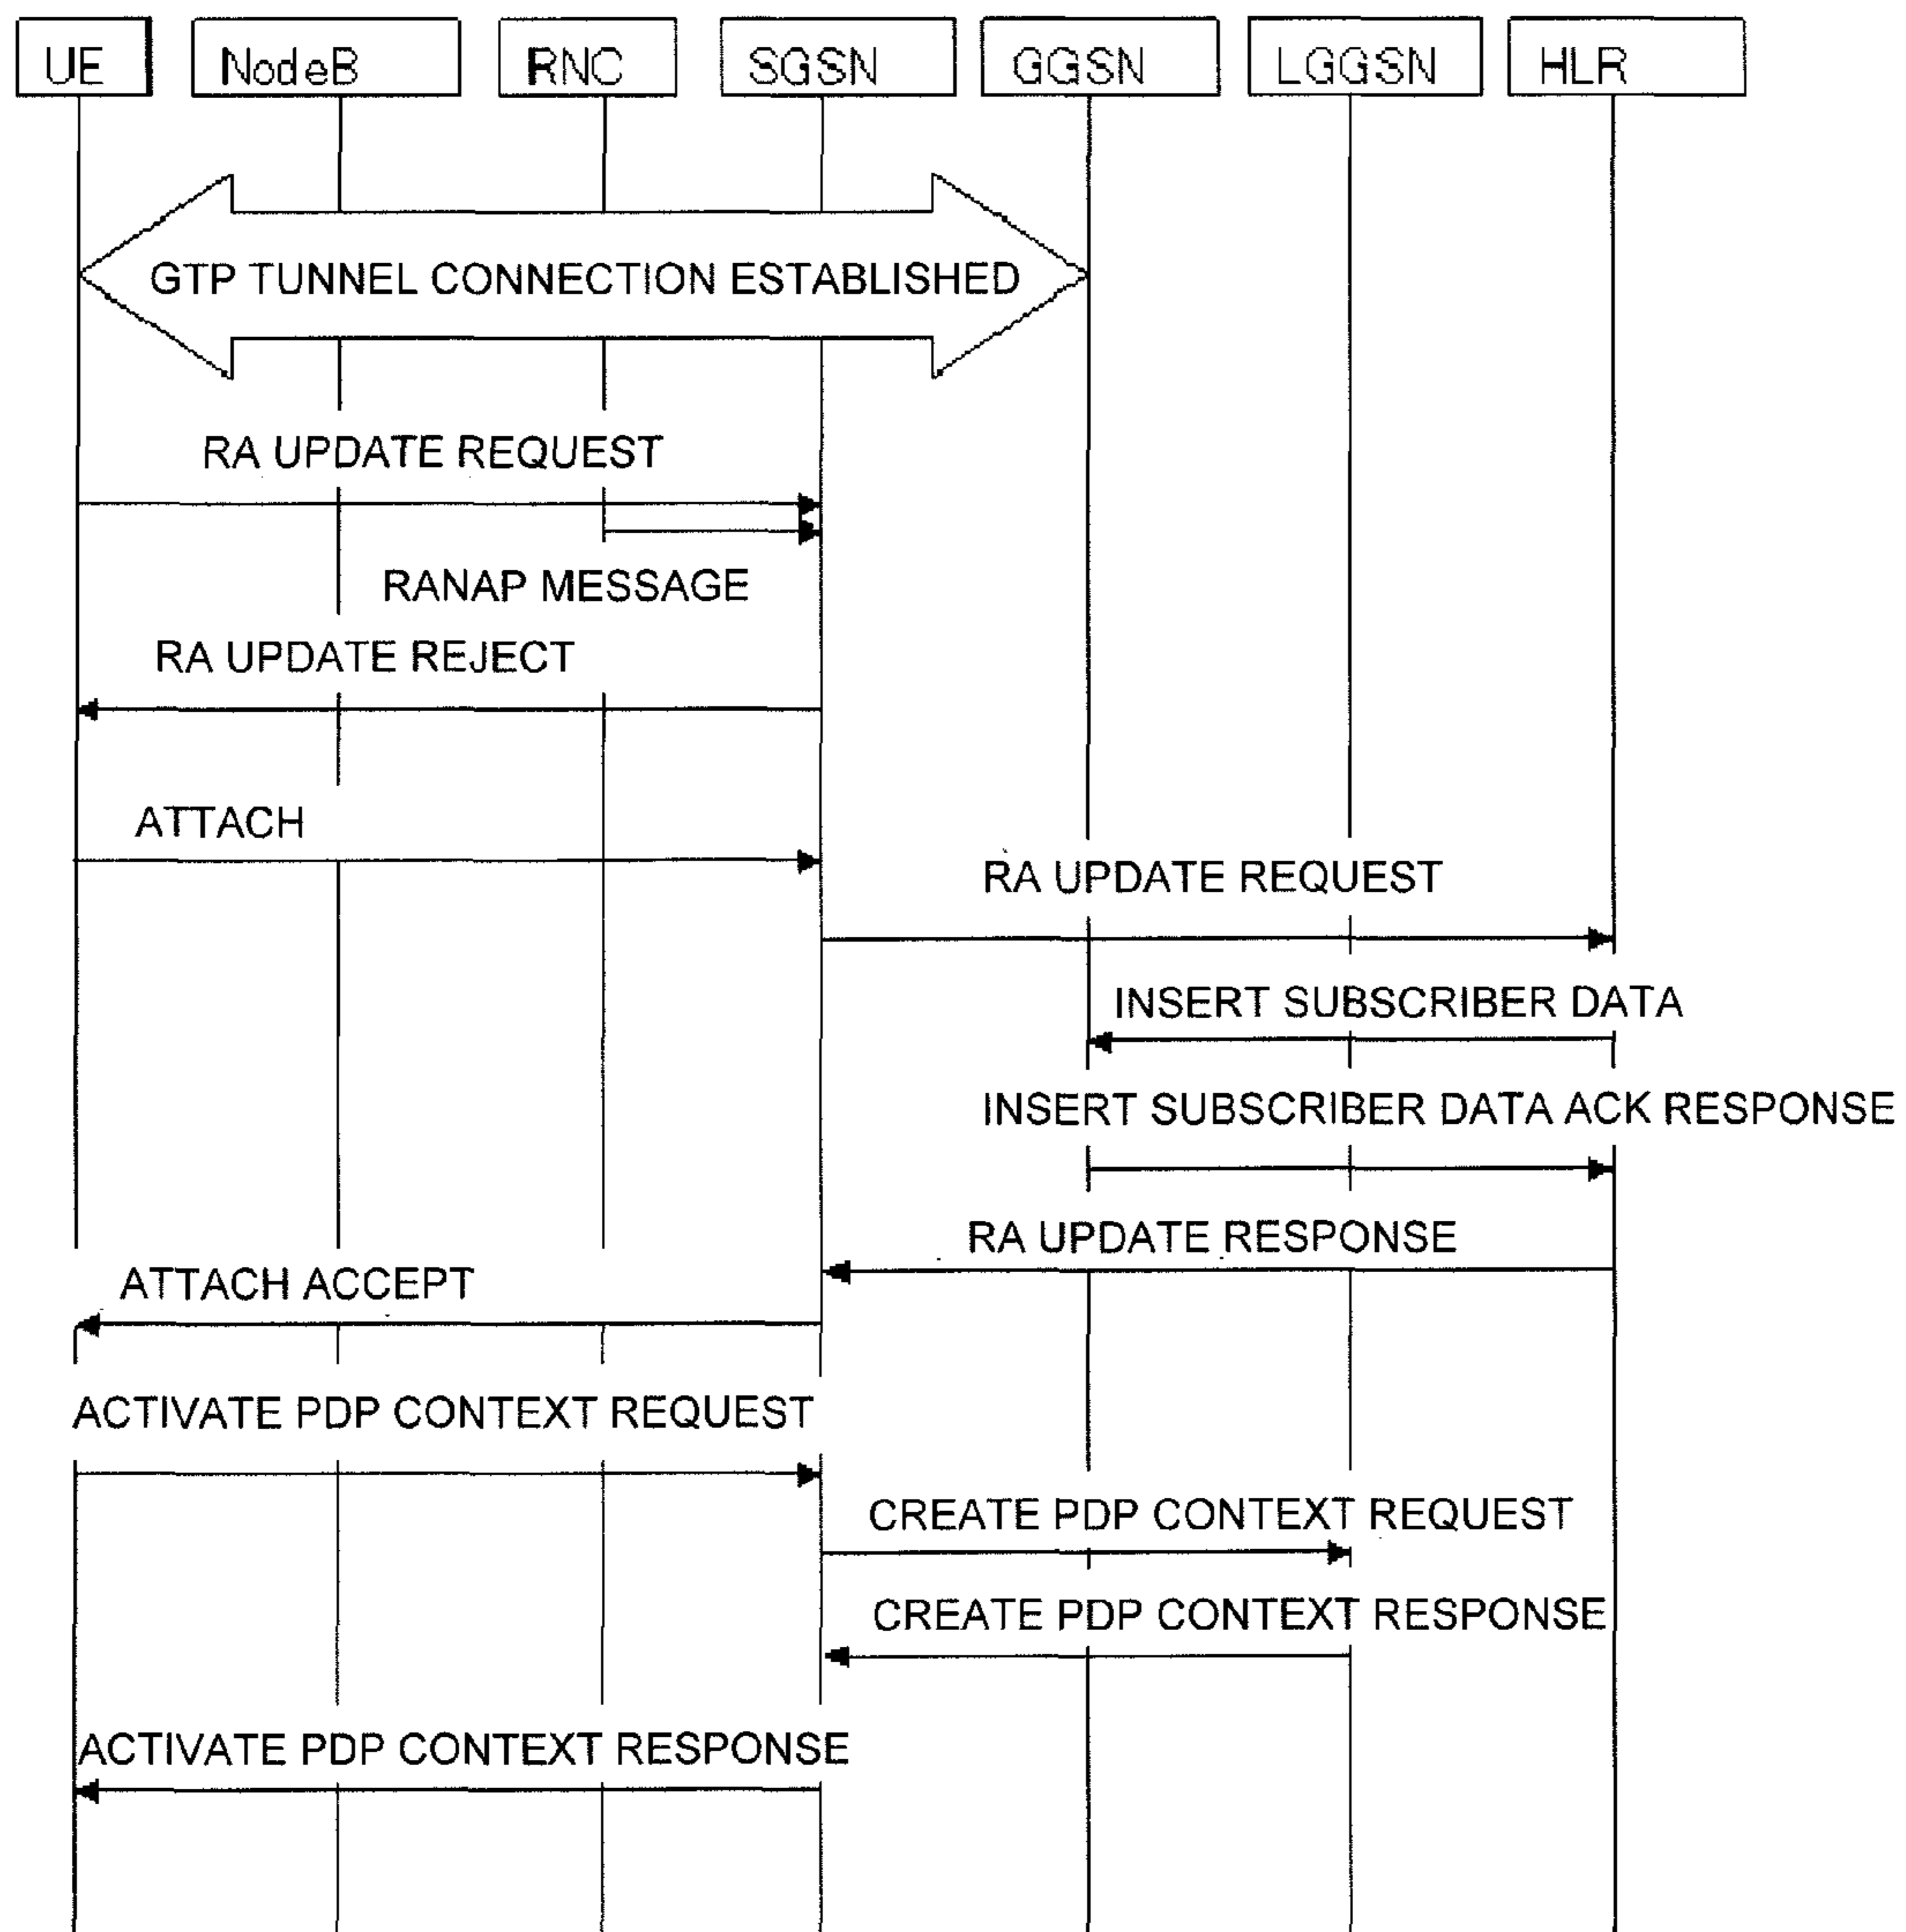 UE NodeB RNC SGSN GGSN LGGSN HLR
GTP TUNNEL CONNECTION ESTABLISHED
RA UPDATE REQUEST
RANAP MESSAGE
RA UPDATE REJECT
ATTACH
RA UPDATE REQUEST
INSERT SUBSCRIBER DATA
INSERT SUBSCRIBER DATA ACK RESPONSE
RA UPDATE RESPONSE
ATTACH ACCEPT
ACTIVATE PDP CONTEXT REQUEST
CREATE PDP CONTEXT REQUEST
CREATE PDP CONTEXT RESPONSE
ACTIVATE PDP CONTEXT RESPONSE